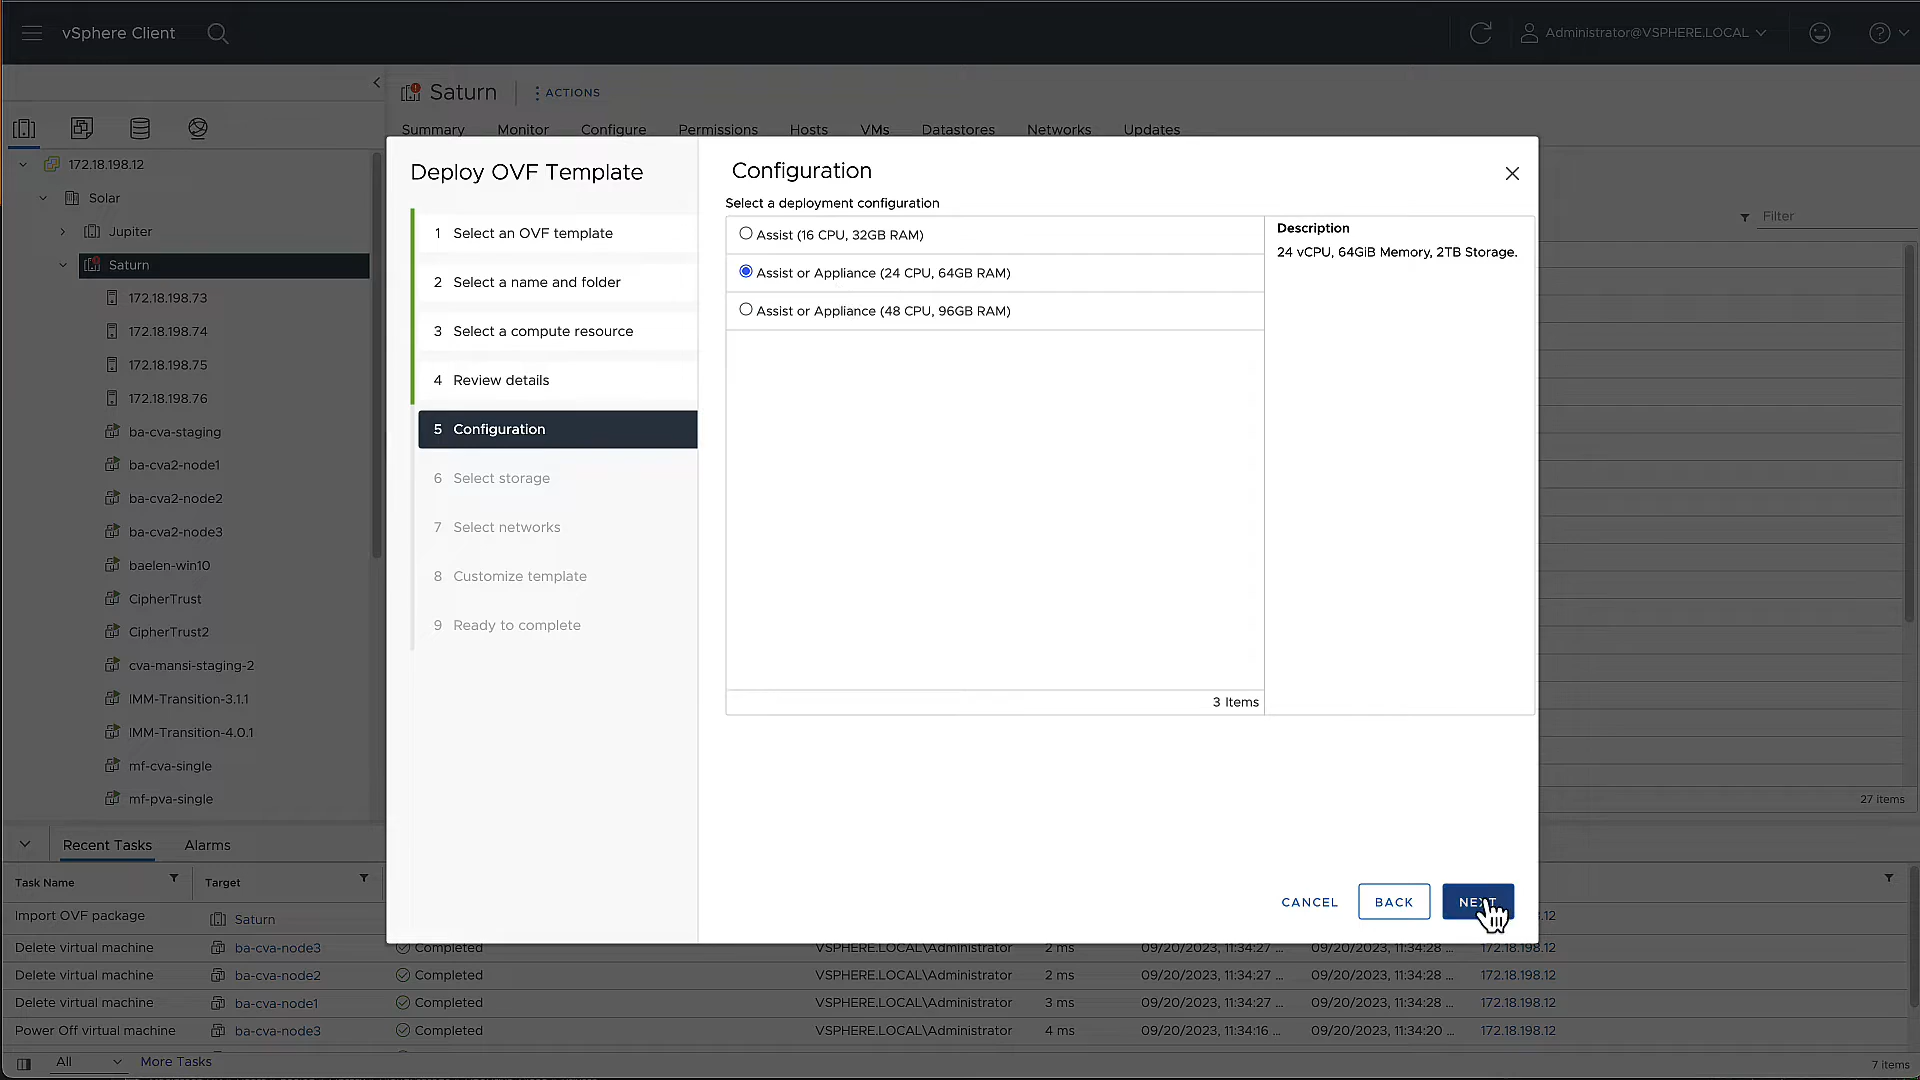 vSphere Client
Administrator@VSPHERE.LOCAL
Saturn
ACTIONS
Summary Monitor Configure Permissions Hosts VMs Datastores Networks Updates
172.18.198.12
Solar
Jupiter
Saturn
172.18.198.73
172.18.198.74
172.18.198.75
172.18.198.76
ba-cva-staging
ba-cva2-node1
ba-cva2-node2
ba-cva2-node3
baelen-win10
CipherTrust
CipherTrust2
cva-mansi-staging-2
IMM-Transition-3.1.1
IMM-Transition-4.0.1
mf-cva-single
mf-pva-single
Deploy OVF Template
1 Select an OVF template
2 Select a name and folder
3 Select a compute resource
4 Review details
5 Configuration
6 Select storage
7 Select networks
8 Customize template
9 Ready to complete
Configuration
Select a deployment configuration
Assist (16 CPU, 32GB RAM)
Assist or Appliance (24 CPU, 64GB RAM)
Assist or Appliance (48 CPU, 96GB RAM)
3 Items
Description
24 vCPU, 64GiB Memory, 2TB Storage.
CANCEL BACK NEXT
Filter
27 items
Recent Tasks Alarms
Task Name Target
Import OVF package Saturn .12
Delete virtual machine ba-cva-node3 Completed VSPHERE.LOCAL\Administrator 2 ms 09/20/2023, 11:34:27 ... 09/20/2023, 11:34:28 ... 172.18.198.12
Delete virtual machine ba-cva-node2 Completed VSPHERE.LOCAL\Administrator 2 ms 09/20/2023, 11:34:27 ... 09/20/2023, 11:34:28 ... 172.18.198.12
Delete virtual machine ba-cva-node1 Completed VSPHERE.LOCAL\Administrator 3 ms 09/20/2023, 11:34:27 ... 09/20/2023, 11:34:28 ... 172.18.198.12
Power Off virtual machine ba-cva-node3 Completed VSPHERE.LOCAL\Administrator 4 ms 09/20/2023, 11:34:16 ... 09/20/2023, 11:34:20 ... 172.18.198.12
All More Tasks
7 items